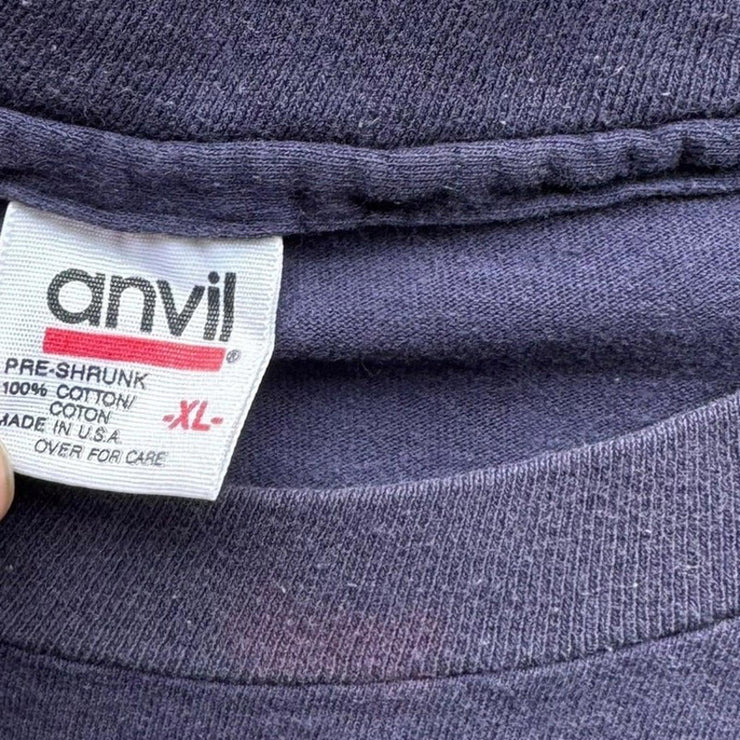 anvil
®
PRE-SHRUNK
100% COTTON/
COTON
-XL-
MADE IN U.S.A.
OVER FOR CARE